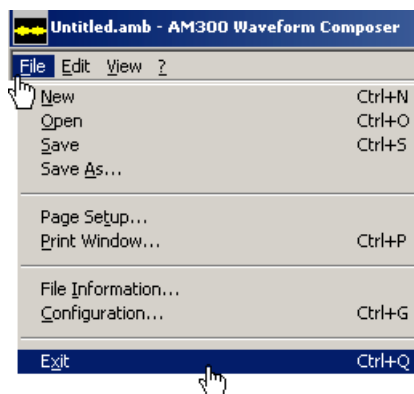 Untitled.amb - AM300 Waveform Composer
File Edit View ?
New Ctrl+N
Open Ctrl+O
Save Ctrl+S
Save As...
Page Setup...
Print Window... Ctrl+P
File Information...
Configuration... Ctrl+G
Exit Ctrl+Q